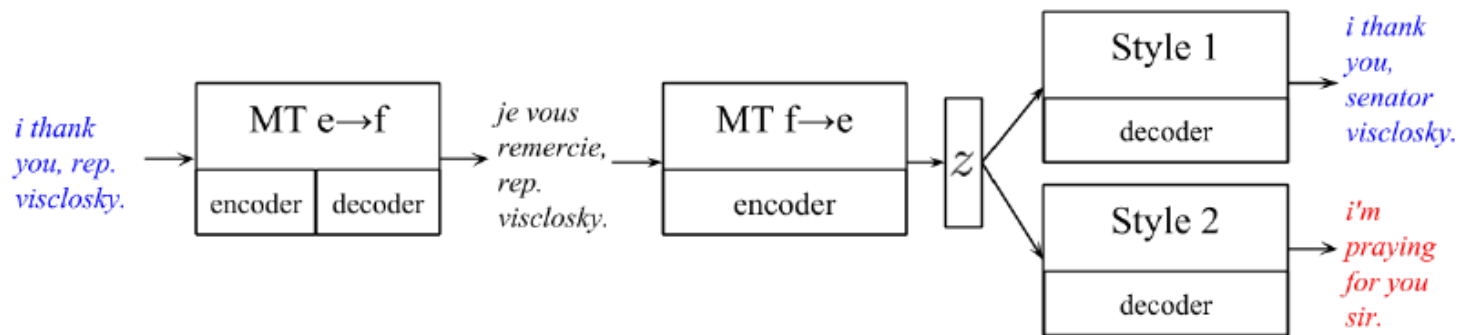 i thank
you, rep.
visclosky.
MT e→f
encoder
decoder
je vous
remercie,
rep.
visclosky.
MT f→e
encoder
z
Style 1
decoder
i thank
you,
senator
visclosky.
Style 2
decoder
i'm
praying
for you
sir.